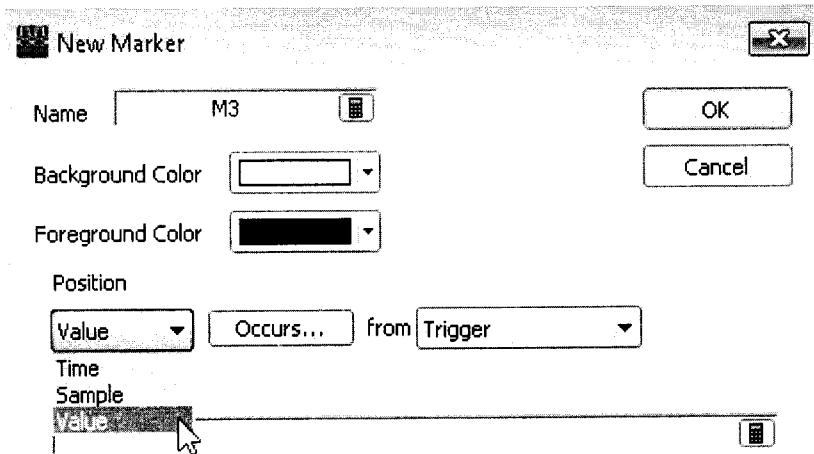 New Marker
Name M3
OK
Background Color
Cancel
Foreground Color
Position
Value Occurs... from Trigger
Time
Sample
Value